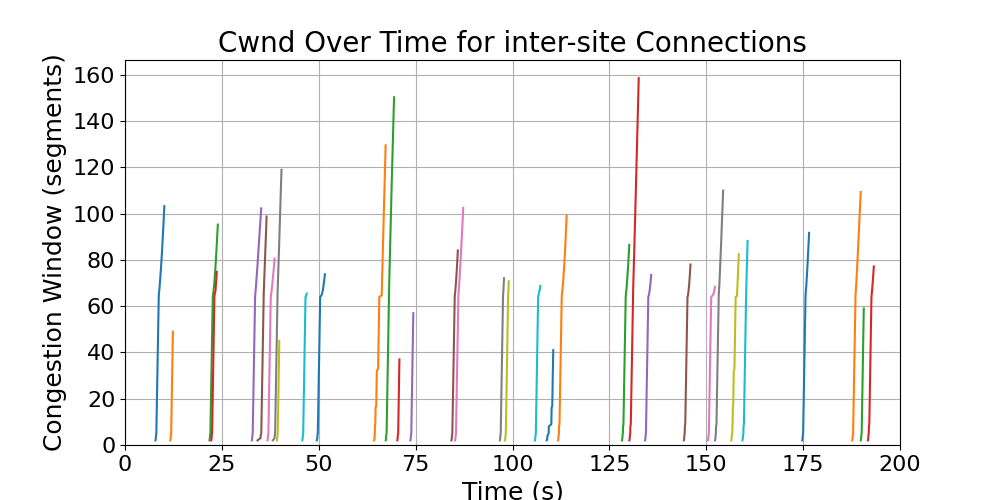 Cwnd Over Time for inter-site Connections
Congestion Window (segments)
160
140
120
100
80
60
40
20
0
0 25 50 75 100 125 150 175 200
Time (s)